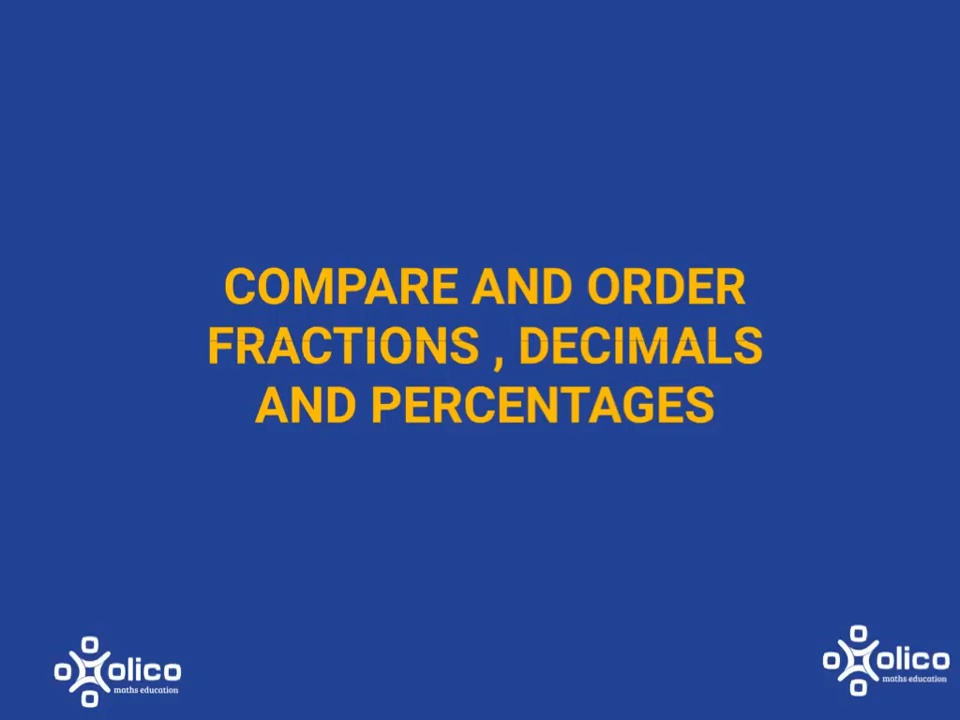 COMPARE AND ORDER
FRACTIONS , DECIMALS
AND PERCENTAGES
olico
maths education
olico
maths education